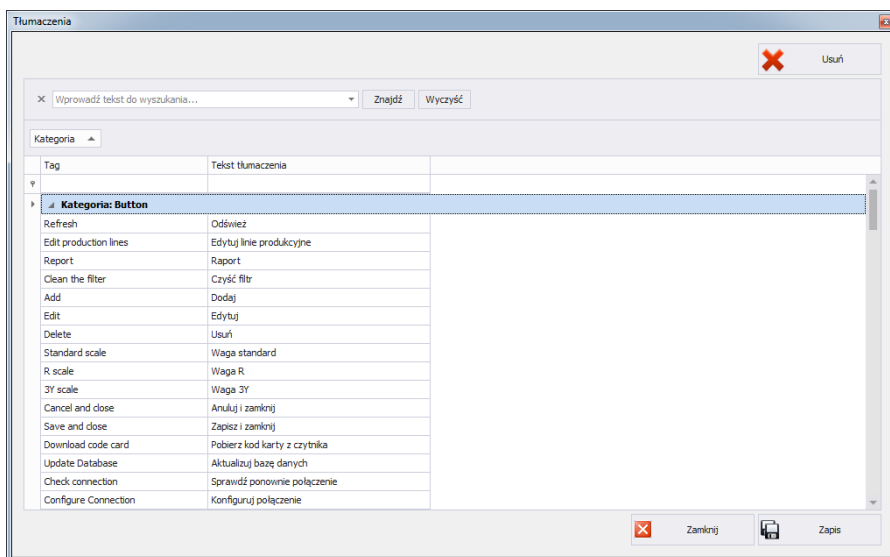 Tłumaczenia
Usuń
Wprowadź tekst do wyszukania... Znajdź Wyczyść
Kategoria
Tag Tekst tłumaczenia
Kategoria: Button
Refresh Odśwież
Edit production lines Edytuj linie produkcyjne
Report Raport
Clean the filter Czyść filtr
Add Dodaj
Edit Edytuj
Delete Usuń
Standard scale Waga standard
R scale Waga R
3Y scale Waga 3Y
Cancel and close Anuluj i zamknij
Save and close Zapisz i zamknij
Download code card Pobierz kod karty z czytnika
Update Database Aktualizuj bazę danych
Check connection Sprawdź ponownie połączenie
Configure Connection Konfiguruj połączenie
Zamknij Zapis